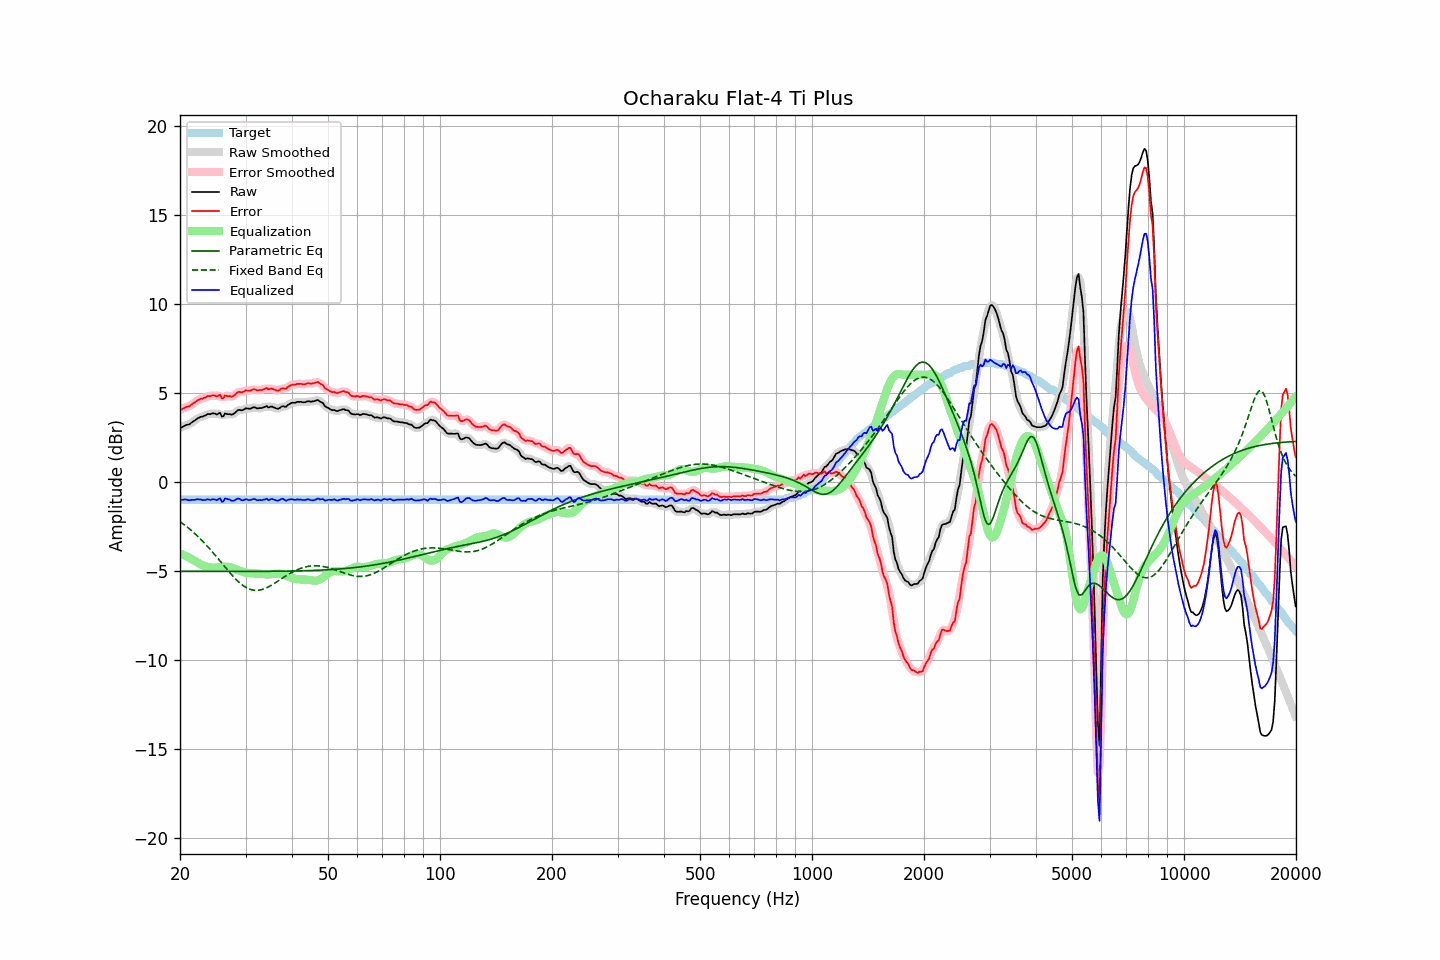 Ocharaku Flat-4 Ti Plus
Target
Raw Smoothed
Error Smoothed
Raw
Error
Equalization
Parametric Eq
Fixed Band Eq
Equalized
20
15
10
5
0
−5
−10
−15
−20
Amplitude (dBr)
20 50 100 200 500 1000 2000 5000 10000 20000
Frequency (Hz)